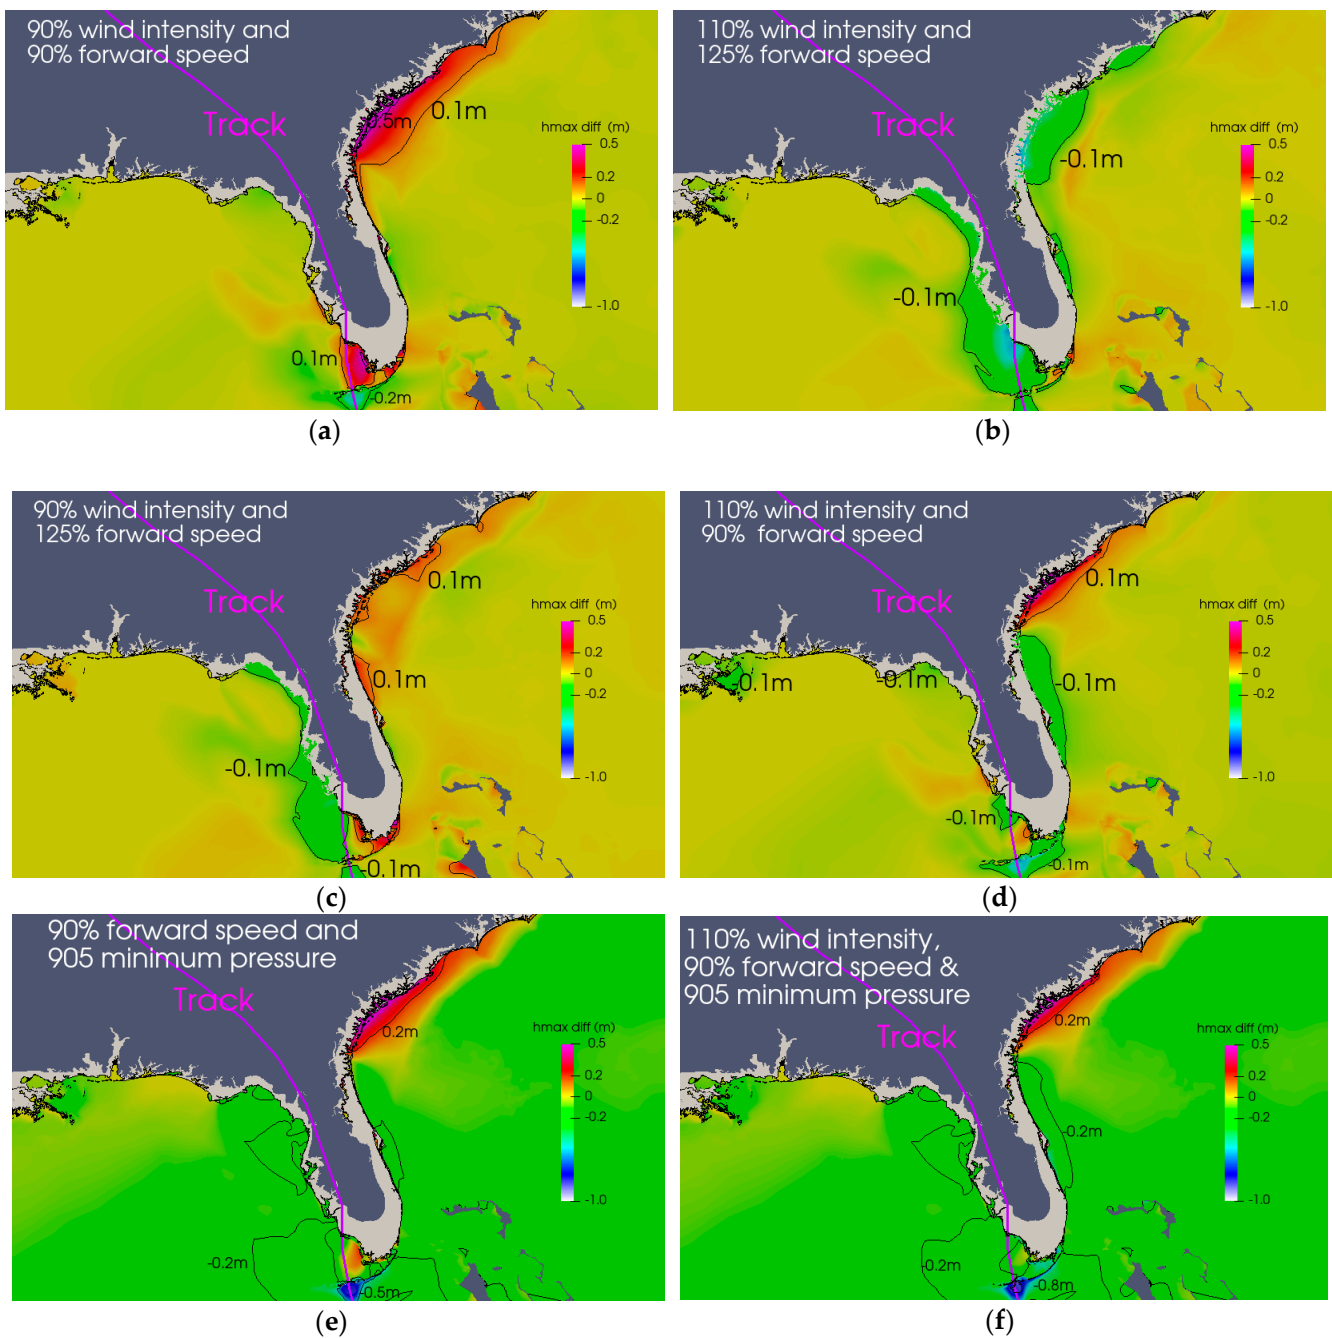 90% wind intensity and
90% forward speed
Track
0.5m
0.1m
hmax diff (m)
0.5
0.2
0
-0.2
-1.0
0.1m
-0.2m
(a)
110% wind intensity and
125% forward speed
Track
-0.1m
hmax diff (m)
0.5
0.2
0
-0.2
-1.0
-0.1m
(b)
90% wind intensity and
125% forward speed
Track
0.1m
hmax diff (m)
0.5
0.2
0
-0.2
-1.0
0.1m
-0.1m
-0.1m
(c)
110% wind intensity and
90% forward speed
Track
0.1m
hmax diff (m)
0.5
0.2
0
-0.2
-1.0
-0.1m
-0.1m
-0.1m
-0.1m
-0.1m
(d)
90% forward speed and
905 minimum pressure
Track
0.2m
hmax diff (m)
0.5
0.2
0
-0.2
-1.0
-0.2m
-0.5m
(e)
110% wind intensity,
90% forward speed &
905 minimum pressure
Track
0.2m
hmax diff (m)
0.5
0.2
0
-0.2
-1.0
-0.2m
-0.2m
-0.8m
(f)